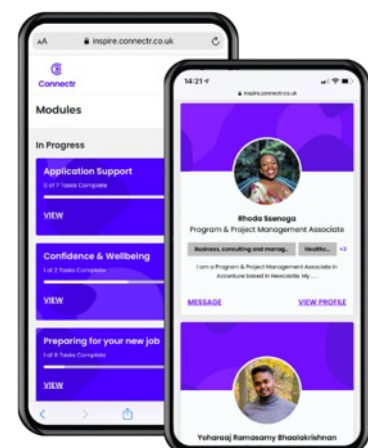 AA inspire.connectr.co.uk
Connectr
Modules
In Progress
Application Support
of 7 Tasks Complete
VIEW
Confidence & Wellbeing
1 of 2 Tasks Complete
VIEW
Preparing for your new job
1 of 8 Tasks Complete
VIEW
14:21
inspire.connectr.co.uk
Rhoda Ssenoga
Program & Project Management Associate
Business, consulting and manag... Healthc... +2
I am a Program & Project Management Associate in
Accenture based in Newcastle. My ...
MESSAGE VIEW PROFILE
Yoharaaj Ramasamy Bhaalakrishnan